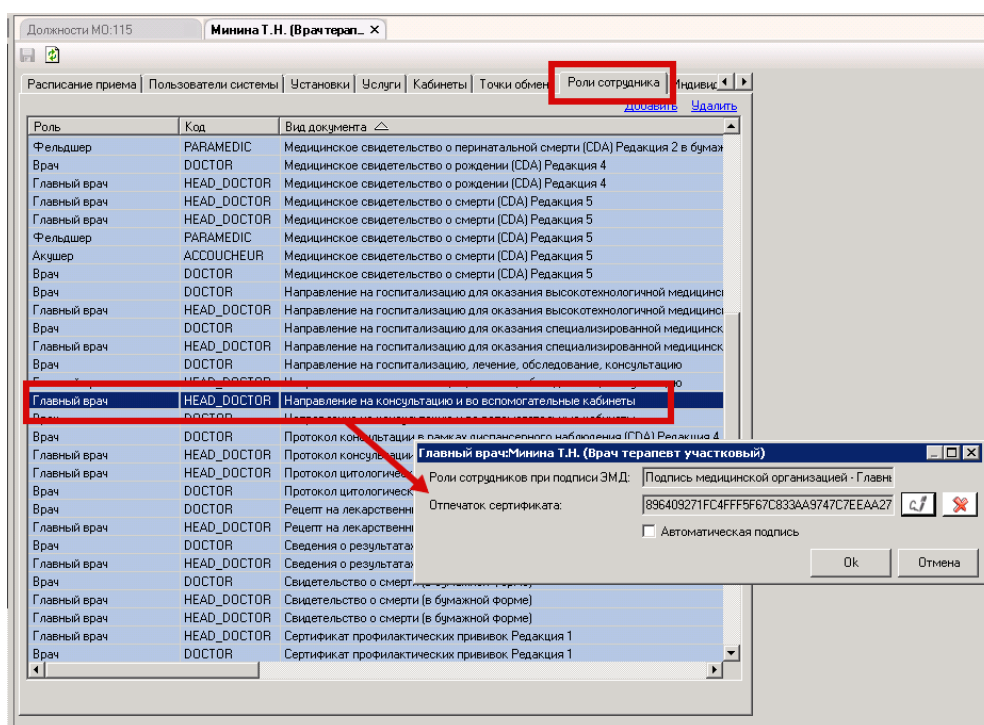 Должности МО:115 Минина Т.Н. (Врач терап...
Расписание приема Пользователи системы Установки Услуги Кабинеты Точки обмен Роли сотрудника
Добавить Удалить
Роль Код Вид документа
Фельдшер PARAMEDIC Медицинское свидетельство о перинатальной смерти (CDA) Редакция 2 в бумаж
Врач DOCTOR Медицинское свидетельство о рождении (CDA) Редакция 4
Главный врач HEAD_DOCTOR Медицинское свидетельство о рождении (CDA) Редакция 4
Главный врач HEAD_DOCTOR Медицинское свидетельство о смерти (CDA) Редакция 5
Главный врач HEAD_DOCTOR Медицинское свидетельство о смерти (CDA) Редакция 5
Фельдшер PARAMEDIC Медицинское свидетельство о смерти (CDA) Редакция 5
Акушер ACCOUCHEUR Медицинское свидетельство о смерти (CDA) Редакция 5
Врач DOCTOR Медицинское свидетельство о смерти (CDA) Редакция 5
Врач DOCTOR Направление на госпитализацию для оказания высокотехнологичной медицинс
Главный врач HEAD_DOCTOR Направление на госпитализацию для оказания высокотехнологичной медицинс
Врач DOCTOR Направление на госпитализацию для оказания специализированной медицинск
Главный врач HEAD_DOCTOR Направление на госпитализацию для оказания специализированной медицинск
Врач DOCTOR Направление на госпитализацию, лечение, обследование, консультацию
Главный врач HEAD_DOCTOR Направление на консультацию и во вспомогательные кабинеты
Врач DOCTOR Протокол консультации в рамках диспансерного наблюдения (CDA) Редакция 4
Главный врач HEAD_DOCTOR Протокол консультации
Главный врач HEAD_DOCTOR Протокол цитологическ
Врач DOCTOR Протокол цитологическ
Врач DOCTOR Рецепт на лекарственн
Главный врач HEAD_DOCTOR Рецепт на лекарственн
Врач DOCTOR Сведения о результата
Главный врач HEAD_DOCTOR Сведения о результата
Врач DOCTOR Свидетельство о смерт
Главный врач HEAD_DOCTOR Свидетельство о смерти (в бумажной форме)
Главный врач HEAD_DOCTOR Свидетельство о смерти (в бумажной форме)
Главный врач HEAD_DOCTOR Сертификат профилактических прививок Редакция 1
Врач DOCTOR Сертификат профилактических прививок Редакция 1
Главный врач:Минина Т.Н. (Врач терапевт участковый)
Роли сотрудников при подписи ЭМД: Подпись медицинской организацией - Главн
Отпечаток сертификата: 896409271FC4FFF5F67C833AA9747C7EEAA27
Автоматическая подпись
Ok Отмена